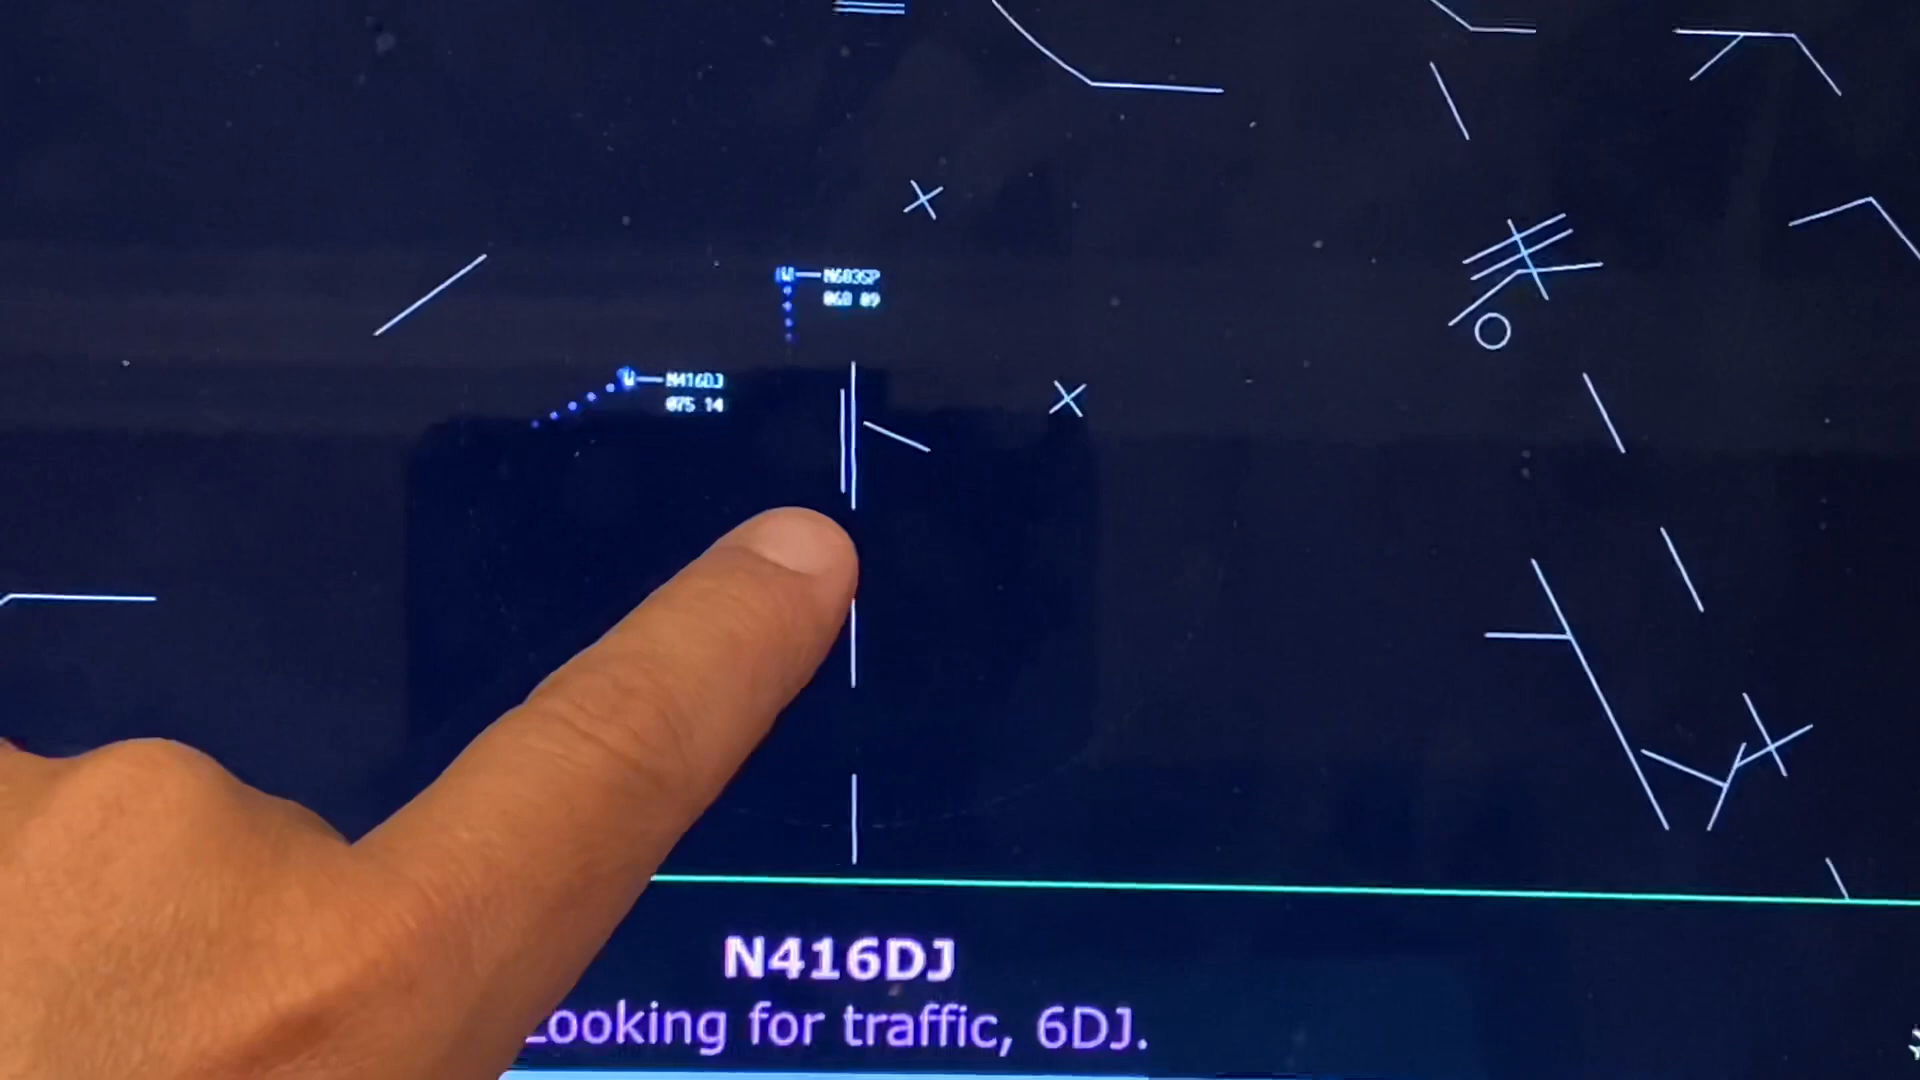 W N603SP
060 09
W N416DJ
075 14
N416DJ
Looking for traffic, 6DJ.